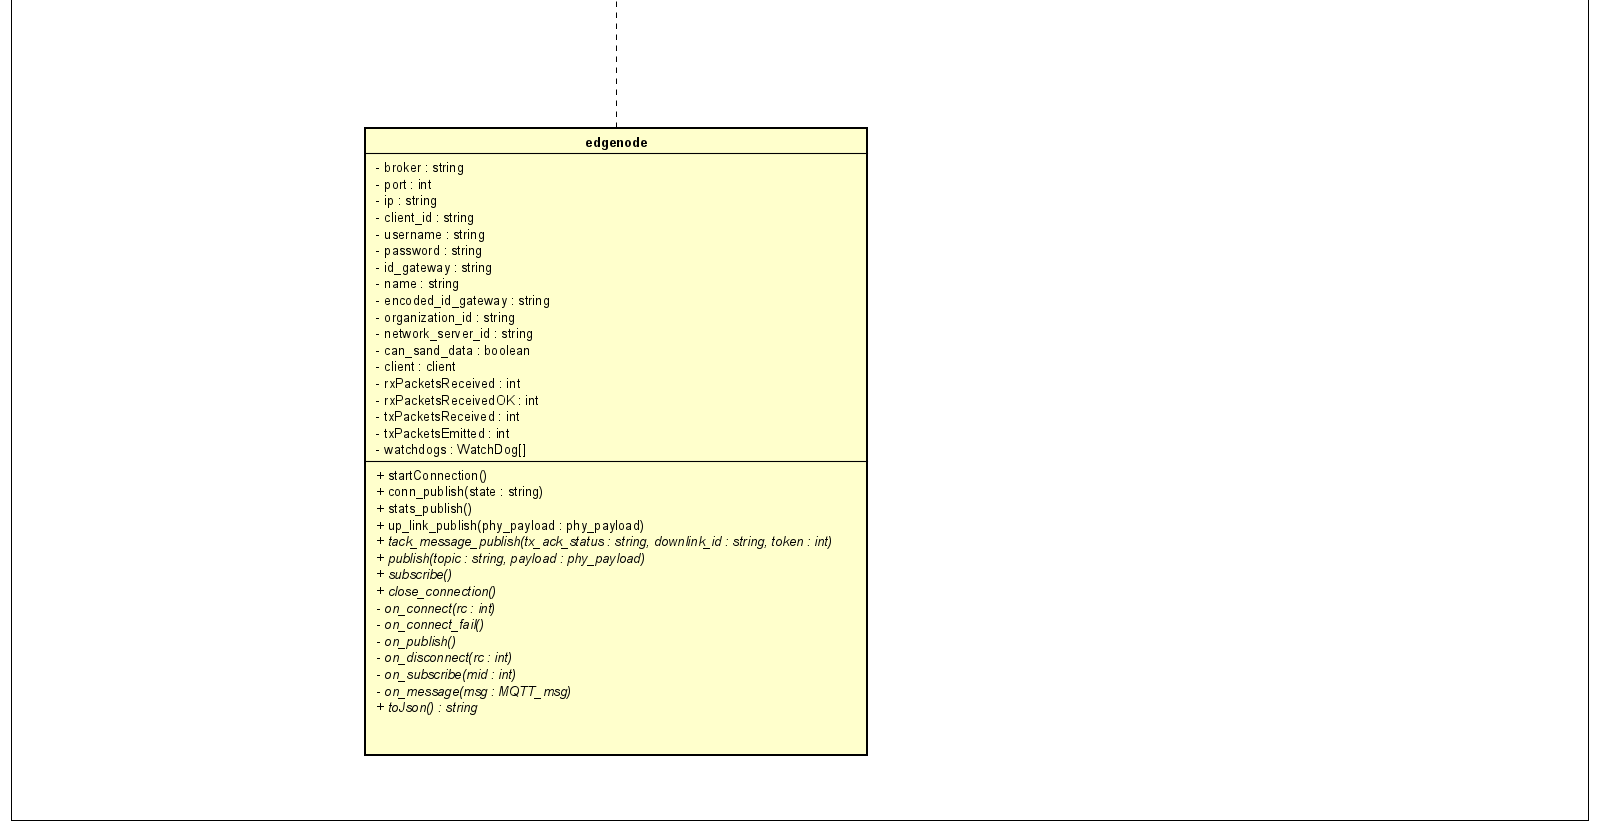 edgenode
- broker : string
- port : int
- ip : string
- client_id : string
- username : string
- password : string
- id_gateway : string
- name : string
- encoded_id_gateway : string
- organization_id : string
- network_server_id : string
- can_sand_data : boolean
- client : client
- rxPacketsReceived : int
- rxPacketsReceivedOK : int
- txPacketsReceived : int
- txPacketsEmitted : int
- watchdogs : WatchDog[]
+ startConnection()
+ conn_publish(state : string)
+ stats_publish()
+ up_link_publish(phy_payload : phy_payload)
+ tack_message_publish(tx_ack_status : string, downlink_id : string, token : int)
+ publish(topic : string, payload : phy_payload)
+ subscribe()
+ close_connection()
- on_connect(rc : int)
- on_connect_fail()
- on_publish()
- on_disconnect(rc : int)
- on_subscribe(mid : int)
- on_message(msg : MQTT_msg)
+ toJson() : string